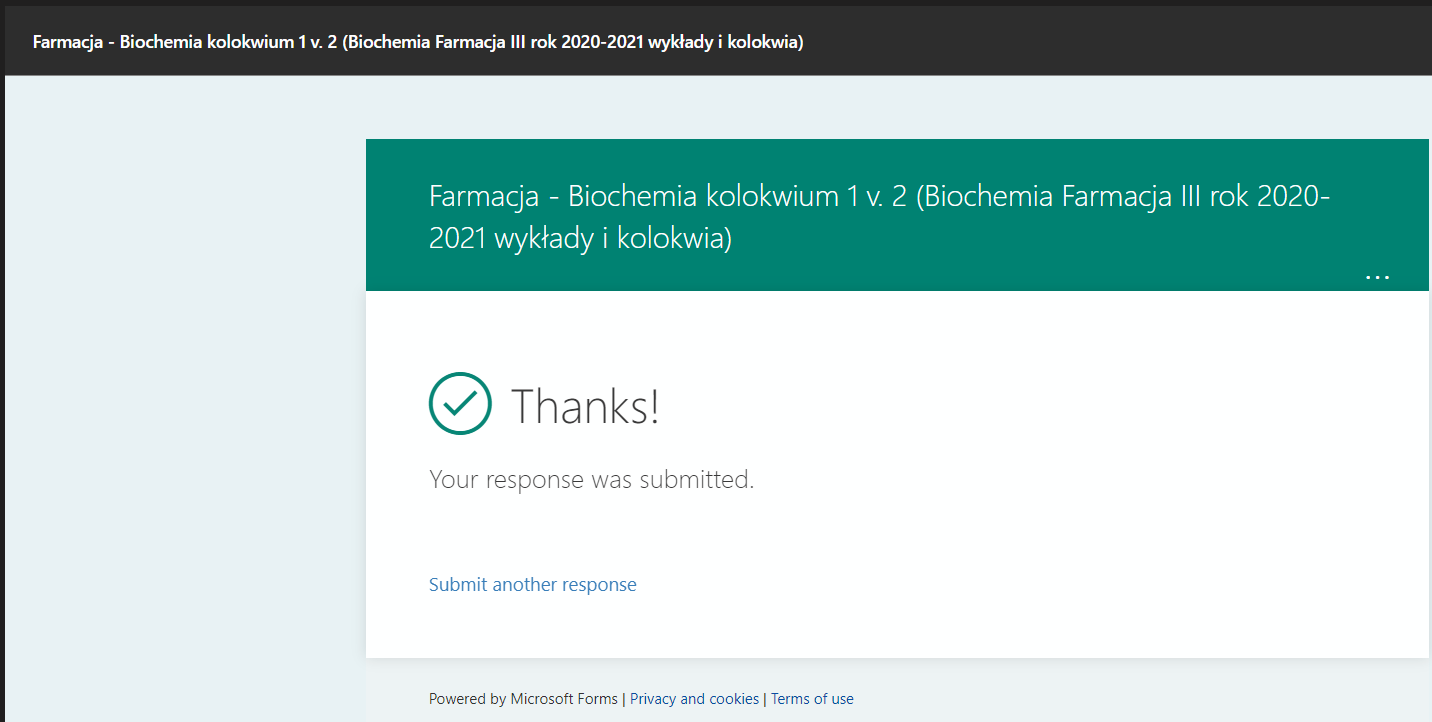 Farmacja - Biochemia kolokwium 1 v. 2 (Biochemia Farmacja III rok 2020-2021 wykłady i kolokwia)
Farmacja - Biochemia kolokwium 1 v. 2 (Biochemia Farmacja III rok 2020-
2021 wykłady i kolokwia)
...
Thanks!
Your response was submitted.
Submit another response
Powered by Microsoft Forms | Privacy and cookies | Terms of use